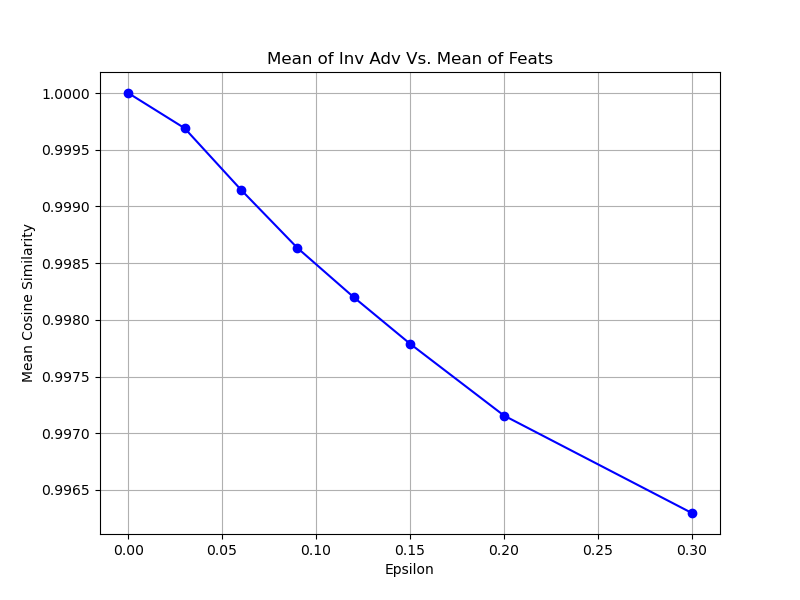 Mean of Inv Adv Vs. Mean of Feats
Mean Cosine Similarity
1.0000
0.9995
0.9990
0.9985
0.9980
0.9975
0.9970
0.9965
0.00 0.05 0.10 0.15 0.20 0.25 0.30
Epsilon